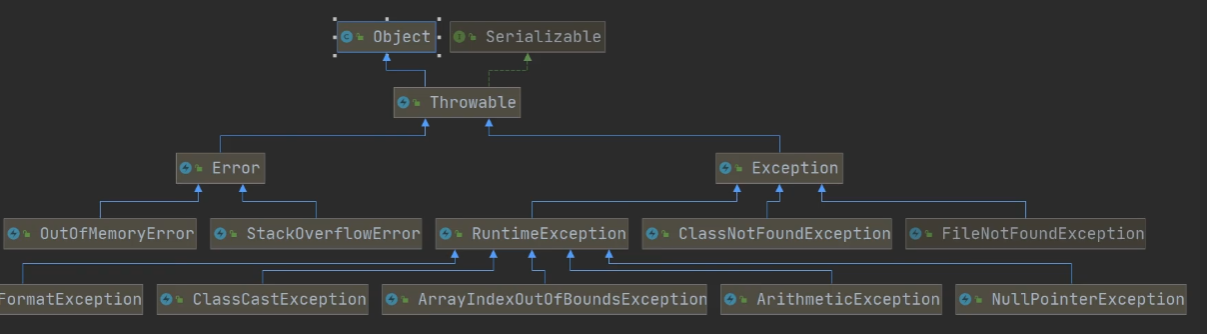 Object
Serializable
Throwable
Error
Exception
OutOfMemoryError
StackOverflowError
RuntimeException
ClassNotFoundException
FileNotFoundException
FormatException
ClassCastException
ArrayIndexOutOfBoundsException
ArithmeticException
NullPointerException